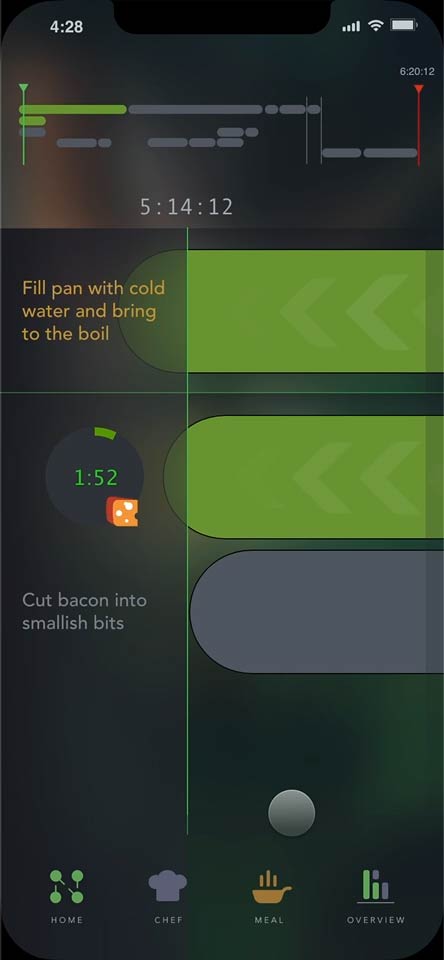 4:28
6:20:12
5:14:12
Fill pan with cold
water and bring
to the boil
1:52
Cut bacon into
smallish bits
HOME CHEF MEAL OVERVIEW